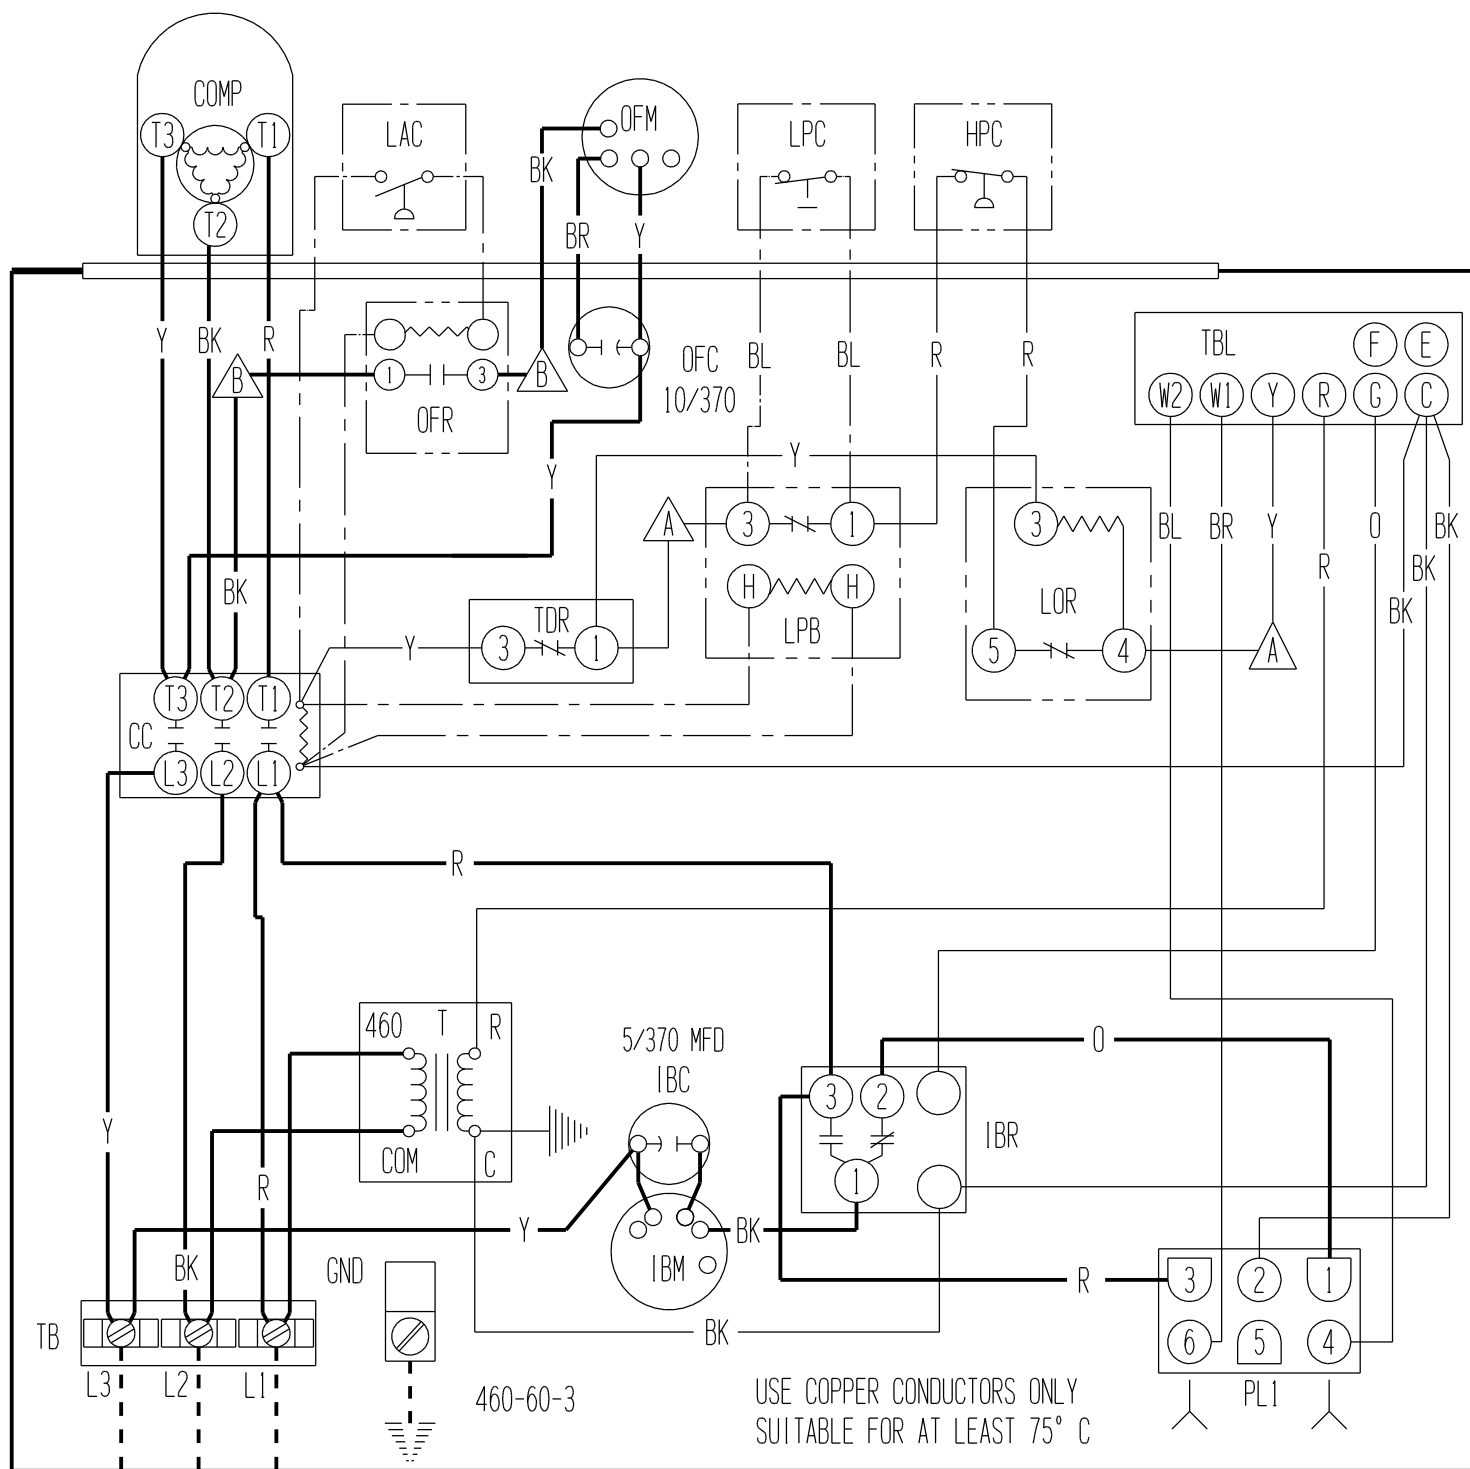 COMP
T3
T1
T2
LAC
OFM
LPC
HPC
BK
BR
Y
Y
BK
R
B
1
3
B
OFR
OFC
10/370
BL
BL
R
R
TBL
F
E
W2
W1
Y
R
G
C
Y
Y
A
3
1
3
BL
BR
Y
R
O
BK
BK
BK
BK
H
H
LPB
LOR
TDR
3
1
Y
5
4
A
T3
T2
T1
CC
L3
L2
L1
R
460
T
R
COM
C
5/370 MFD
IBC
O
3
2
1
IBR
Y
R
Y
BK
IBM
BK
GND
R
3
2
1
6
5
4
PL1
BK
TB
L3
L2
L1
460-60-3
USE COPPER CONDUCTORS ONLY
SUITABLE FOR AT LEAST 75° C